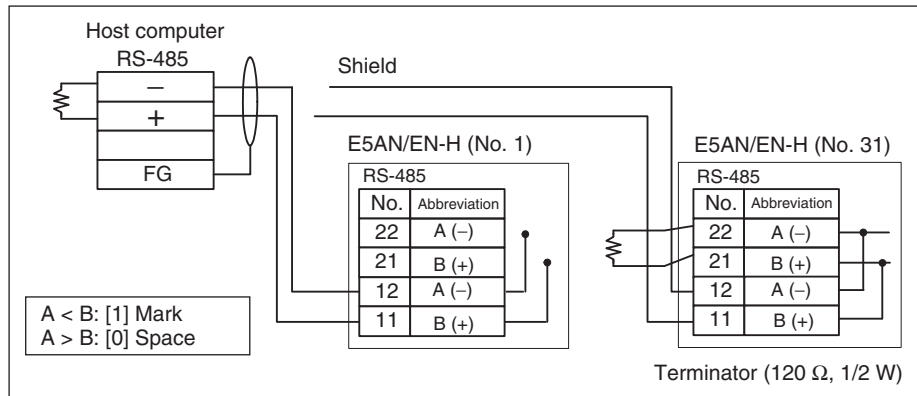 Host computer
RS-485
−
+
FG
Shield
E5AN/EN-H (No. 1)
RS-485
No. Abbreviation
22 A (−)
21 B (+)
12 A (−)
11 B (+)
E5AN/EN-H (No. 31)
RS-485
No. Abbreviation
22 A (−)
21 B (+)
12 A (−)
11 B (+)
A < B: [1] Mark
A > B: [0] Space
Terminator (120 Ω, 1/2 W)